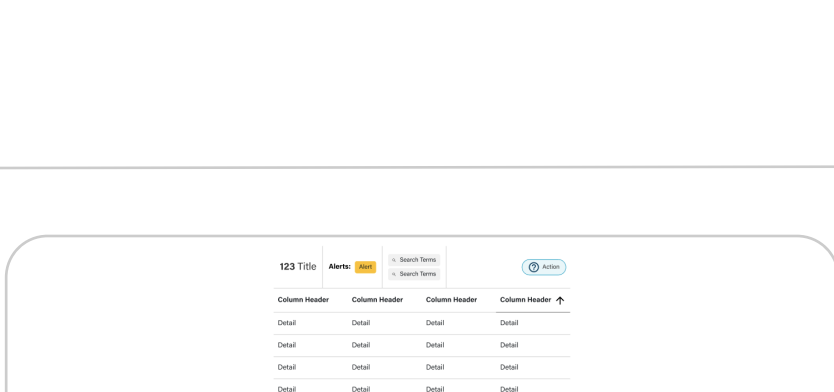 123 Title Alerts: Alert Search Terms
Search Terms
Action
Column Header Column Header Column Header Column Header
Detail Detail Detail Detail
Detail Detail Detail Detail
Detail Detail Detail Detail
Detail Detail Detail Detail